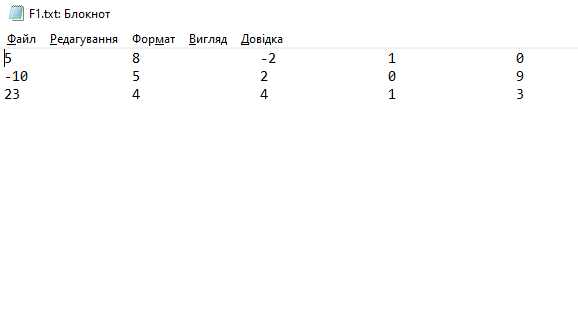 F1.txt: Блокнот
Файл Редагування Формат Вигляд Довідка
5 8 -2 1 0
-10 5 2 0 9
23 4 4 1 3